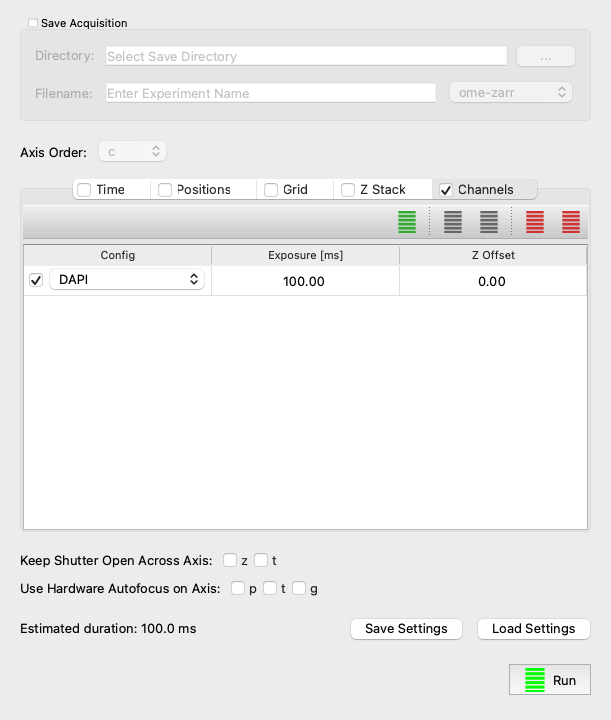 Save Acquisition
Directory: Select Save Directory ...
Filename: Enter Experiment Name ome-zarr
Axis Order: c
Time Positions Grid Z Stack Channels
Config Exposure [ms] Z Offset
DAPI 100.00 0.00
Keep Shutter Open Across Axis: z t
Use Hardware Autofocus on Axis: p t g
Estimated duration: 100.0 ms Save Settings Load Settings
Run